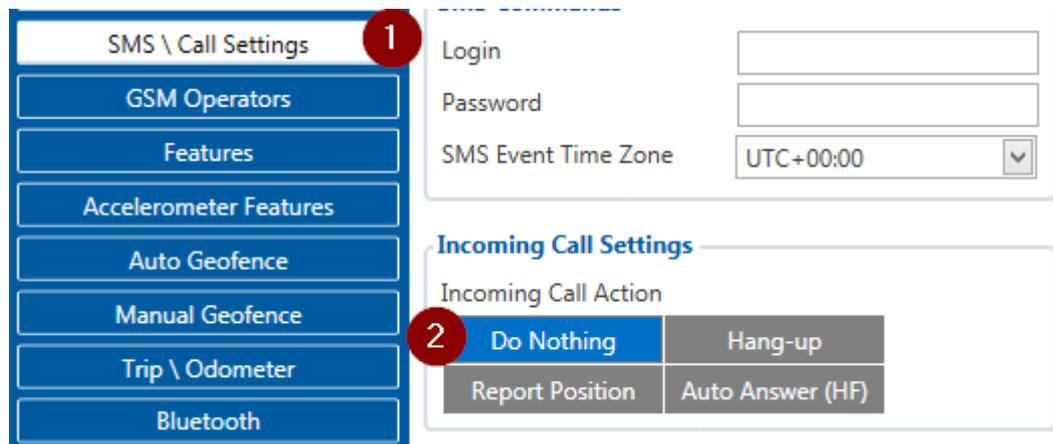 SMS \ Call Settings
1
GSM Operators
Features
Accelerometer Features
Auto Geofence
Manual Geofence
Trip \ Odometer
Bluetooth
Login
Password
SMS Event Time Zone
UTC+00:00
Incoming Call Settings
Incoming Call Action
2
Do Nothing
Hang-up
Report Position
Auto Answer (HF)